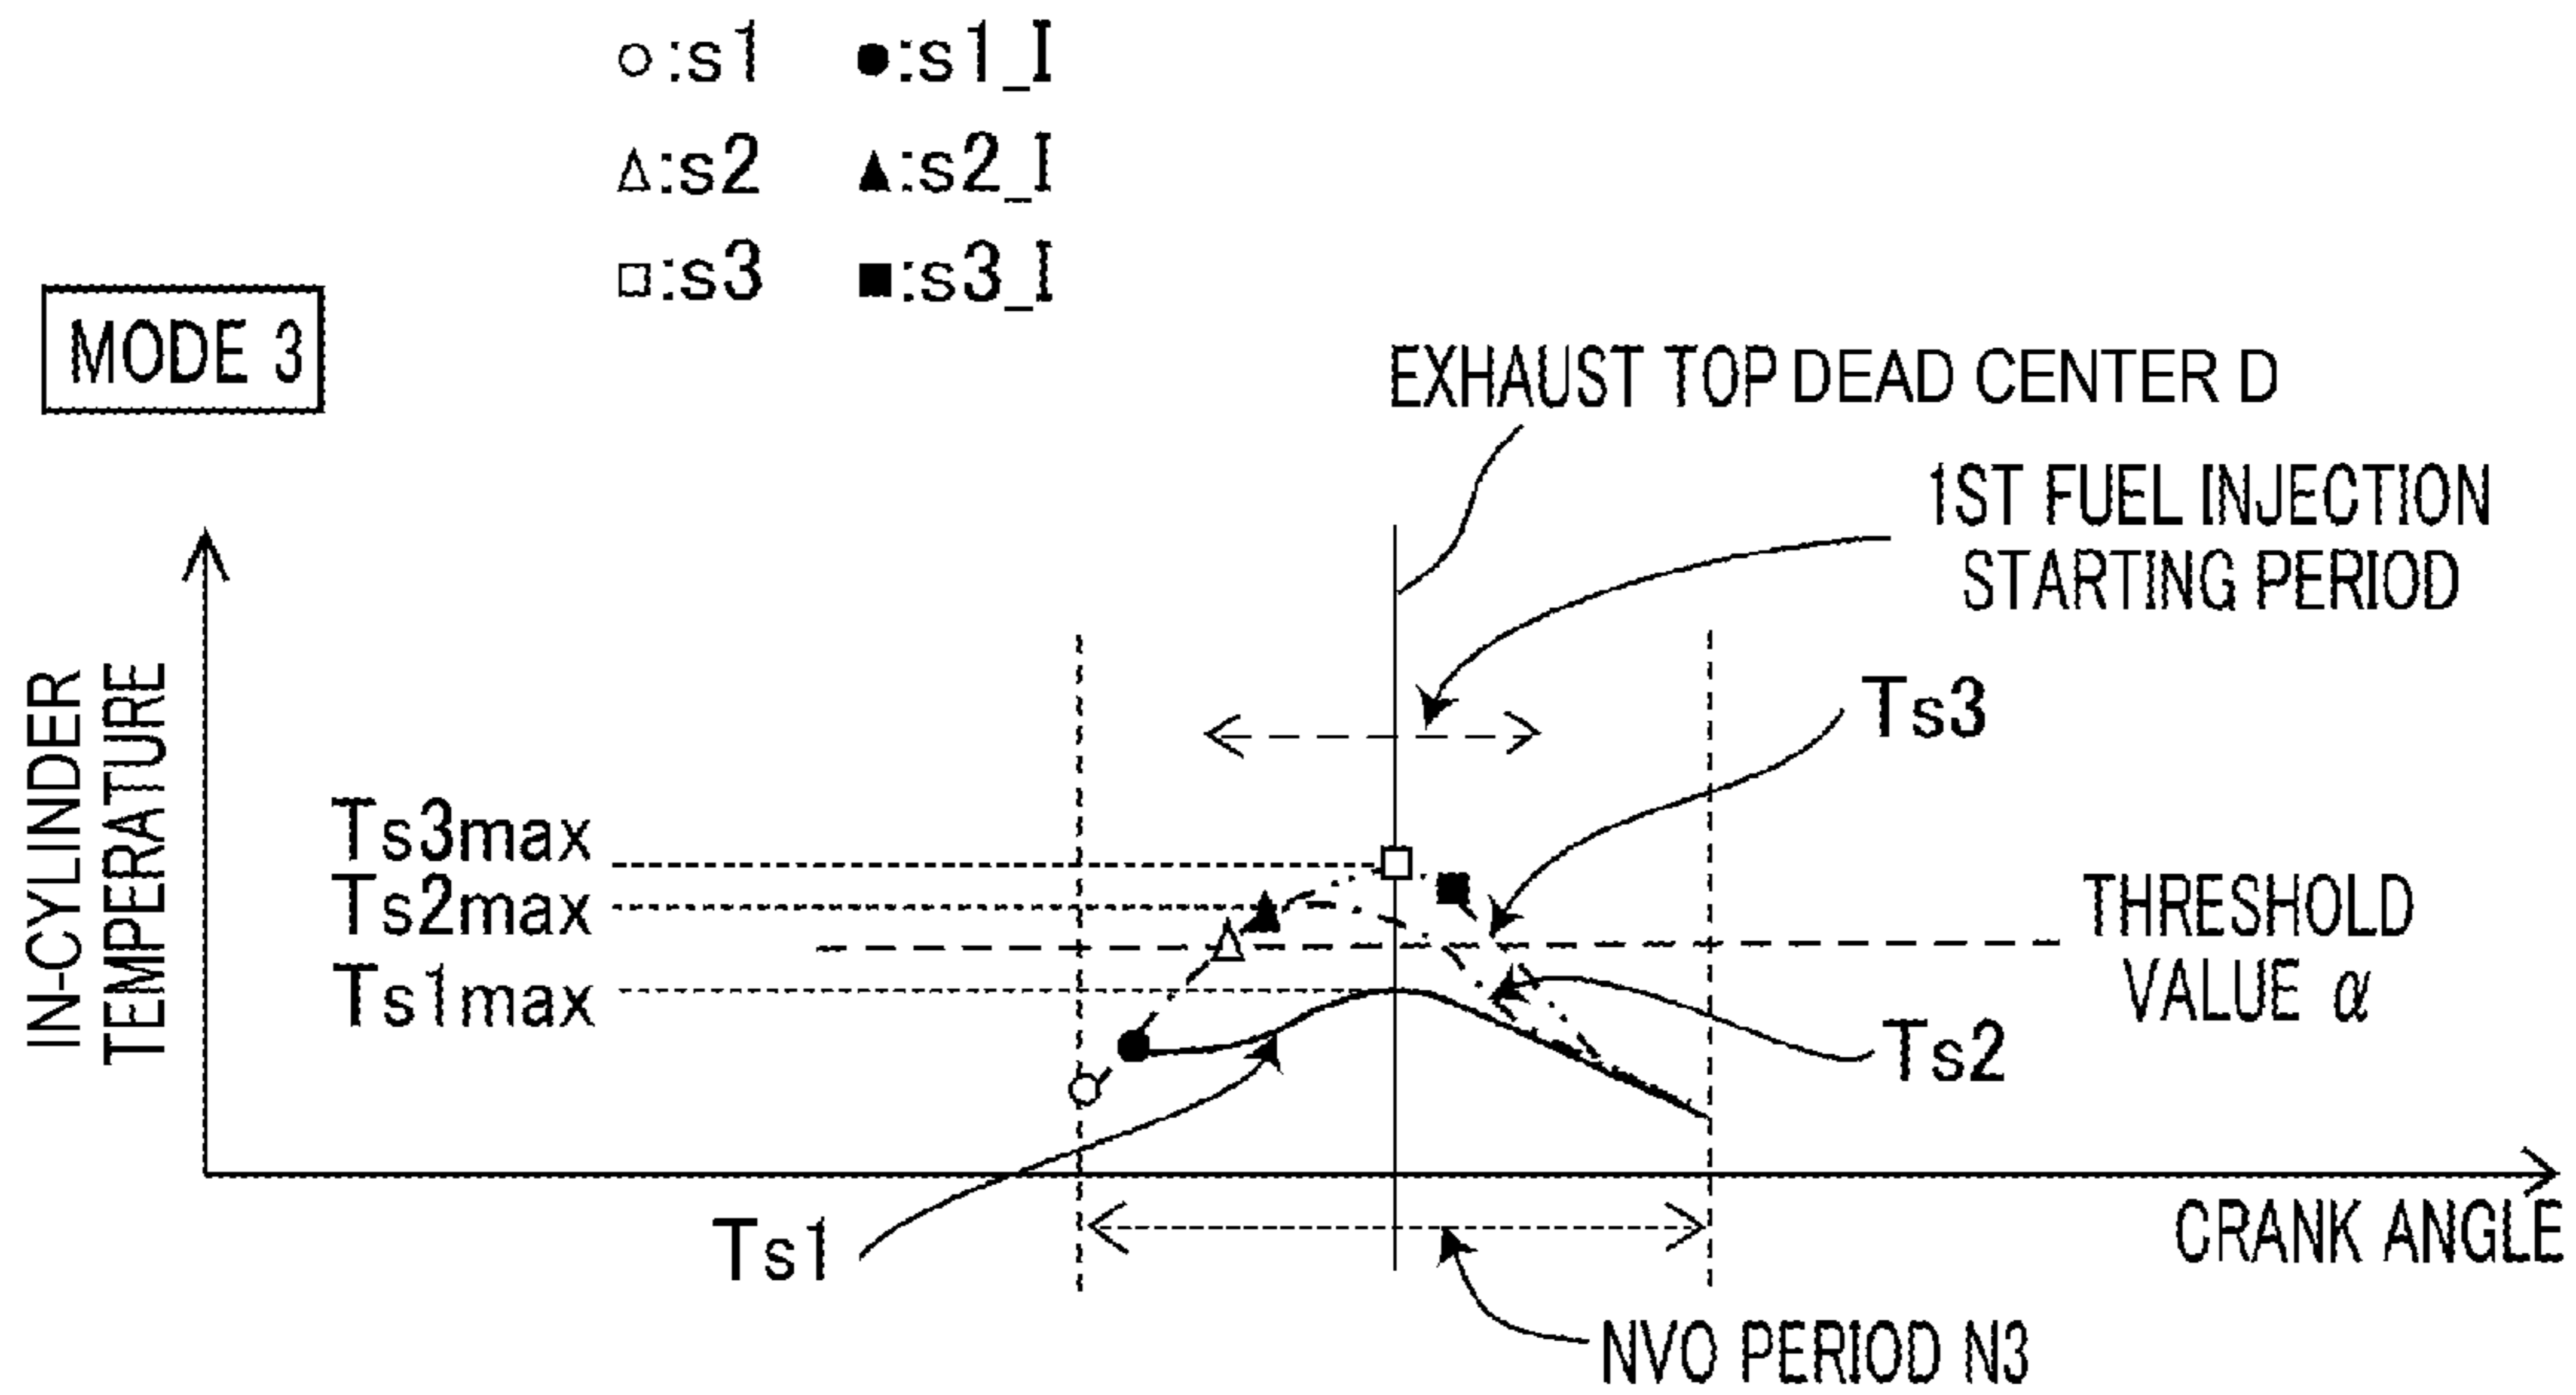 ○:s1 ●:s1_I
△:s2 ▲:s2_I
□:s3 ■:s3_I
MODE 3
EXHAUST TOP DEAD CENTER D
1ST FUEL INJECTION
STARTING PERIOD
IN-CYLINDER
TEMPERATURE
Ts3
Ts3max
Ts2max
Ts1max
THRESHOLD
VALUE α
Ts2
Ts1
CRANK ANGLE
NVO PERIOD N3